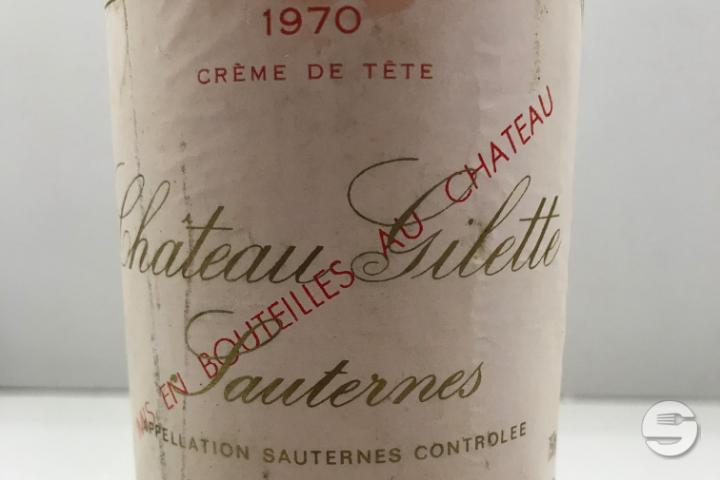 1970
CRÈME DE TÊTE
Château Gilette
MIS EN BOUTEILLES AU CHATEAU
Sauternes
APPELLATION SAUTERNES CONTROLEE